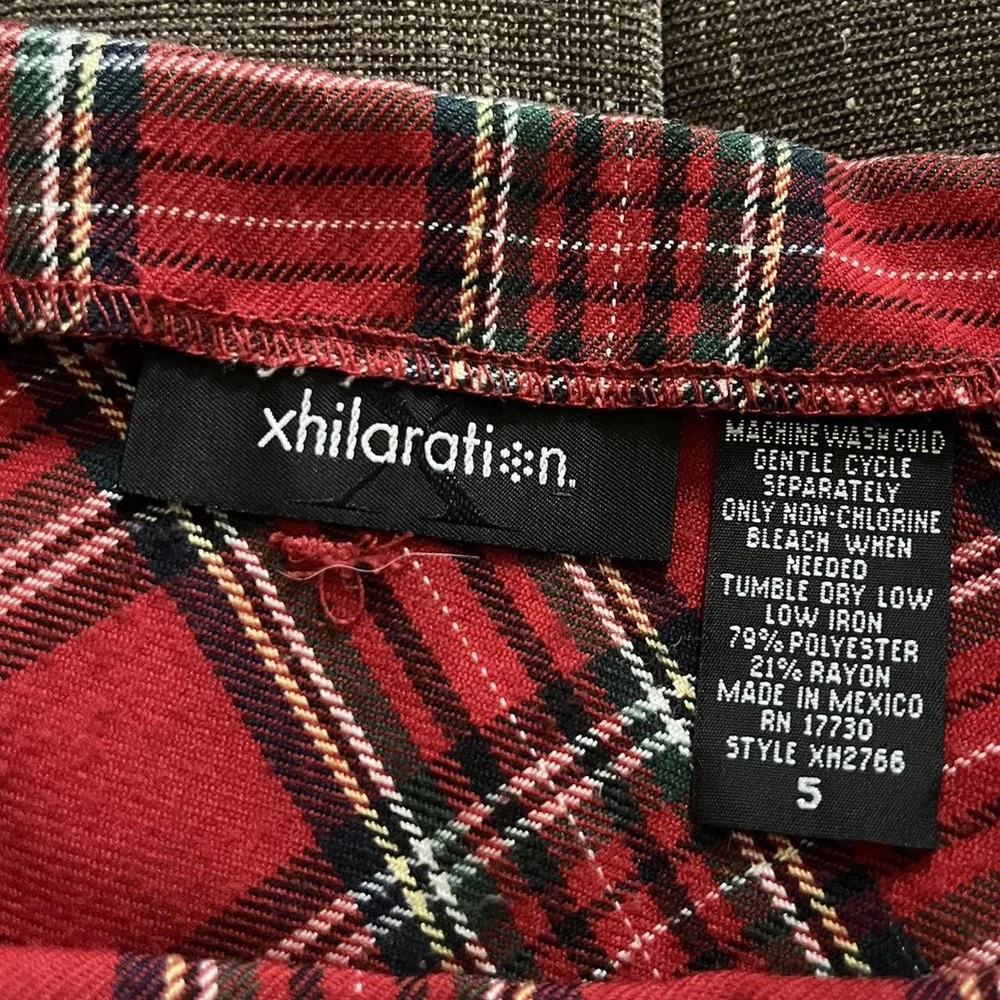 xhilaration.
MACHINE WASH COLD
GENTLE CYCLE
SEPARATELY
ONLY NON-CHLORINE
BLEACH WHEN
NEEDED
TUMBLE DRY LOW
LOW IRON
79% POLYESTER
21% RAYON
MADE IN MEXICO
RN 17730
STYLE XH2766
5